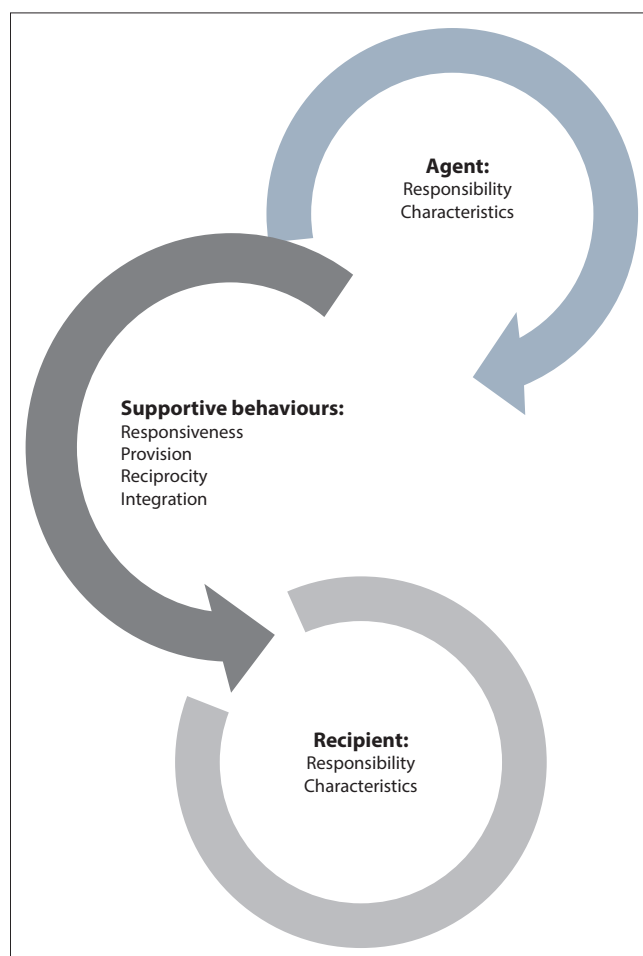 Agent:
Responsibility
Characteristics
Supportive behaviours:
Responsiveness
Provision
Reciprocity
Integration
Recipient:
Responsibility
Characteristics